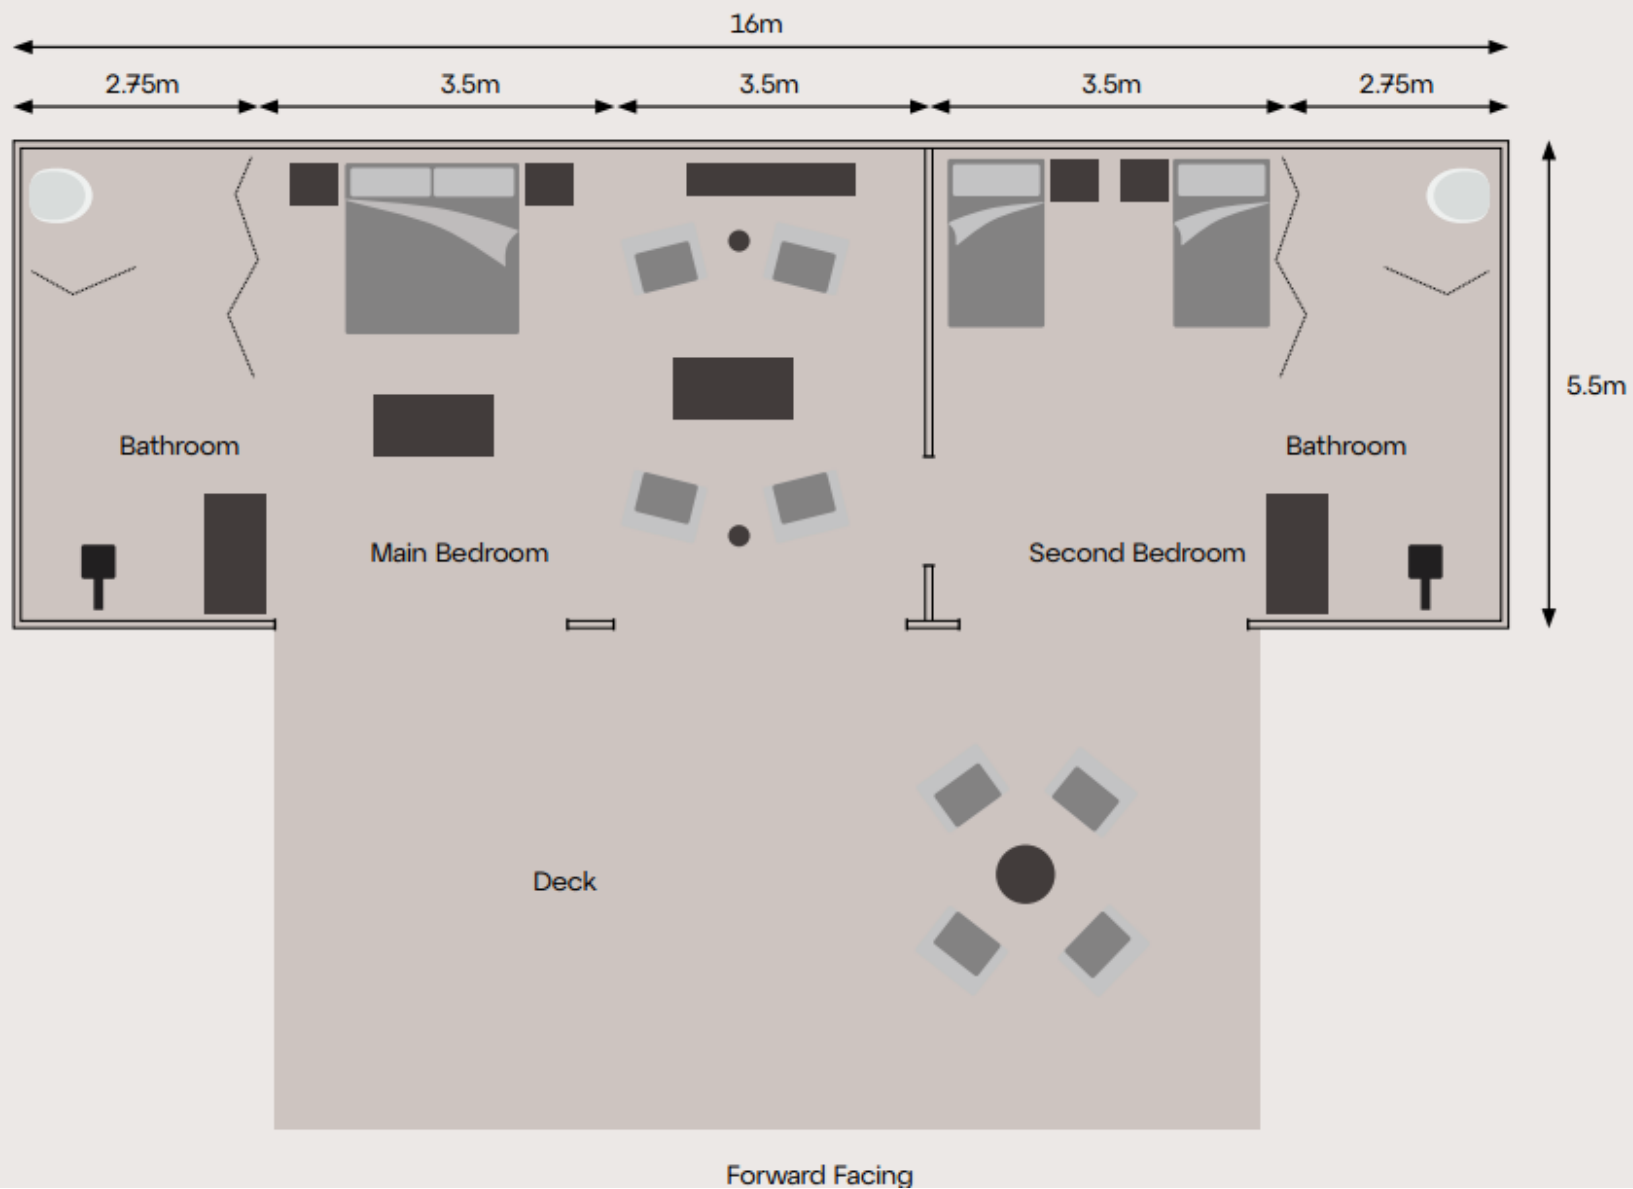 16m
2.75m 3.5m 3.5m 3.5m 2.75m
5.5m
Bathroom Bathroom
Main Bedroom Second Bedroom
Deck
Forward Facing